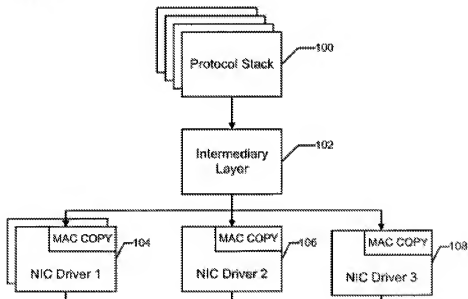 Protocol Stack
100
Intermediary
Layer
102
MAC COPY
104
MAC COPY
106
MAC COPY
108
NIC Driver 1
NIC Driver 2
NIC Driver 3